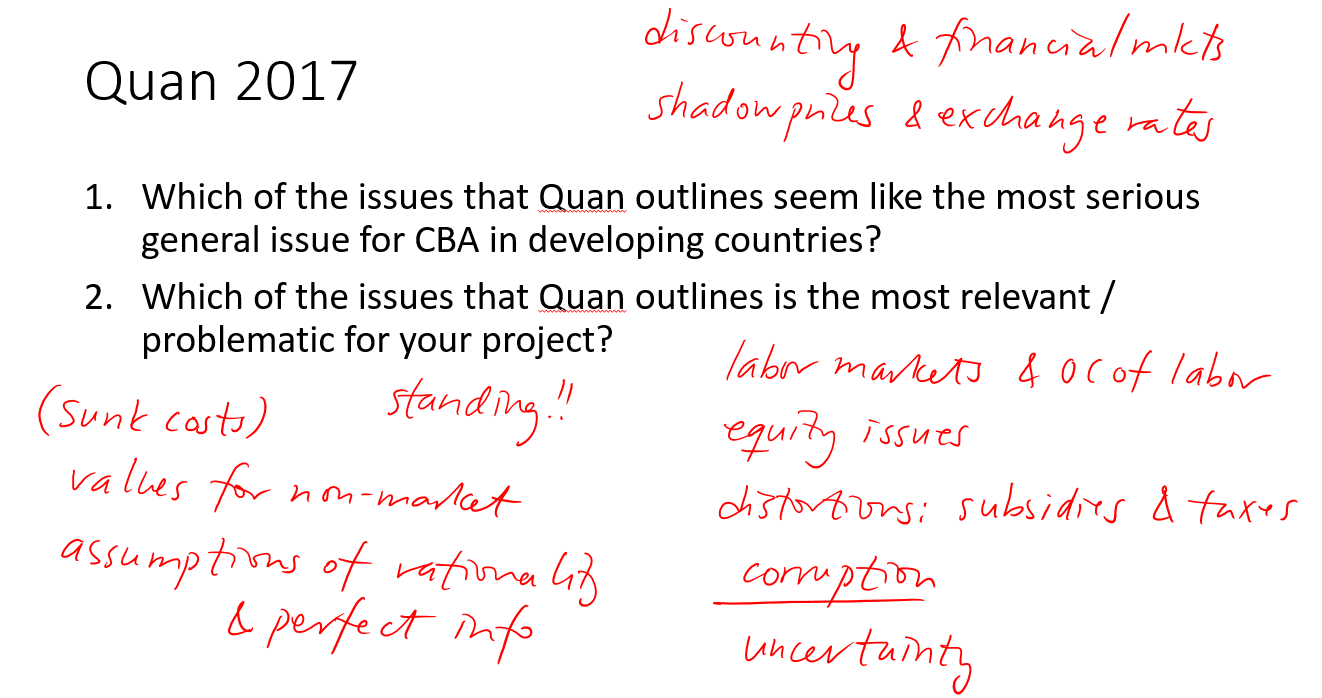 discounting & financial mkts
Quan 2017
shadow prices & exchange rates
1. Which of the issues that Quan outlines seem like the most serious
general issue for CBA in developing countries?
2. Which of the issues that Quan outlines is the most relevant /
problematic for your project?
labor markets & OC of labor
(sunk costs)
standing!!
equity issues
values for non-market
distortions: subsidies & taxes
assumptions of rationality
& perfect info
corruption
uncertainty